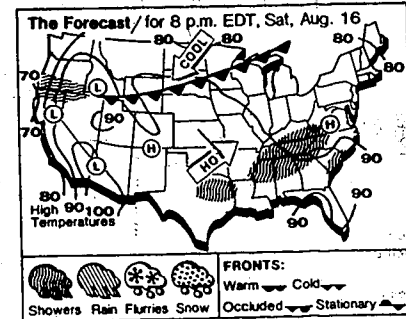 The Forecast / for 8 p.m. EDT, Sat, Aug. 16
80
80
80
80
COOL
70
L
90
L
70
H
H
HOT
L
90
90
90
80
90
100
High
Temperatures
Showers Rain Flurries Snow
FRONTS:
Warm Cold
Occluded Stationary